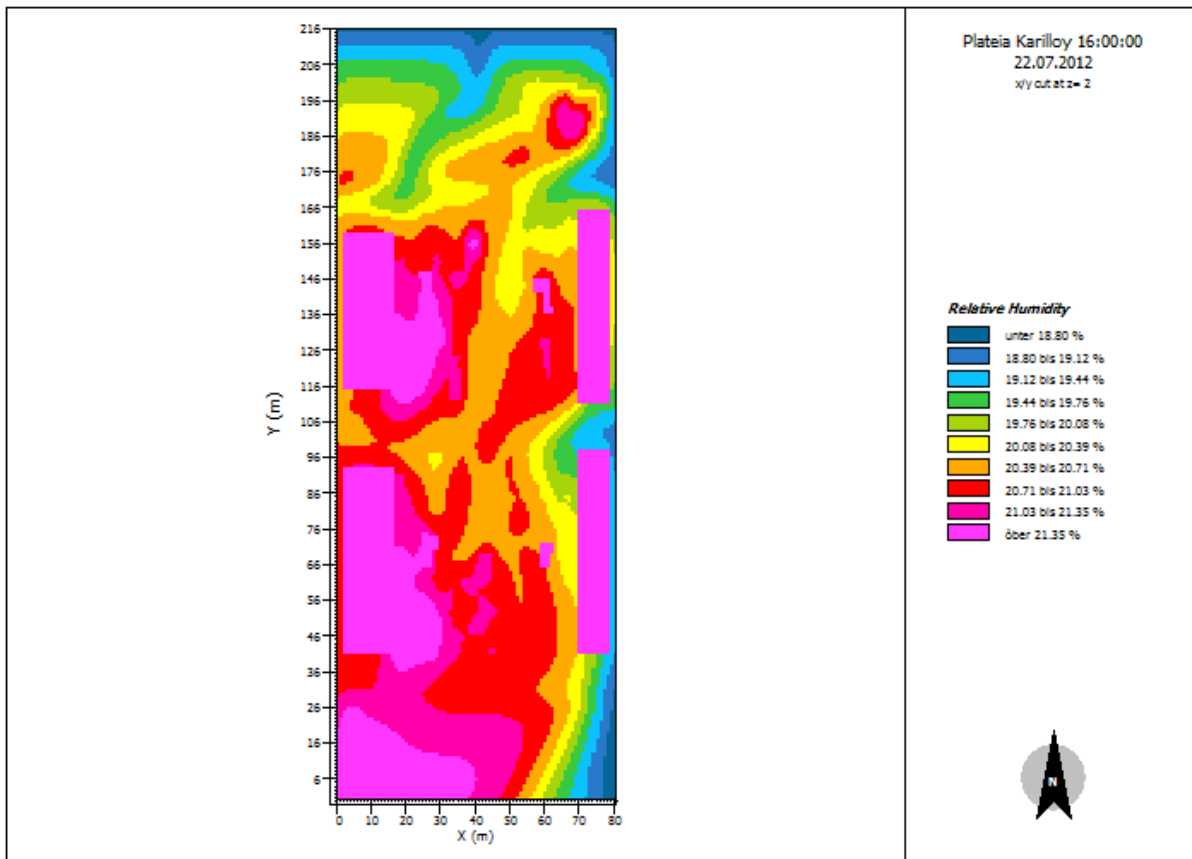 Plateia Karilloy 16:00:00
22.07.2012
x/y cut at z= 2
216
206
196
186
176
166
156
146
136
126
116
106
96
86
76
66
56
46
36
26
16
6
Y (m)
0 10 20 30 40 50 60 70 80
X (m)
Relative Humidity
unter 18.80 %
18.80 bis 19.12 %
19.12 bis 19.44 %
19.44 bis 19.76 %
19.76 bis 20.08 %
20.08 bis 20.39 %
20.39 bis 20.71 %
20.71 bis 21.03 %
21.03 bis 21.35 %
öber 21.35 %
N